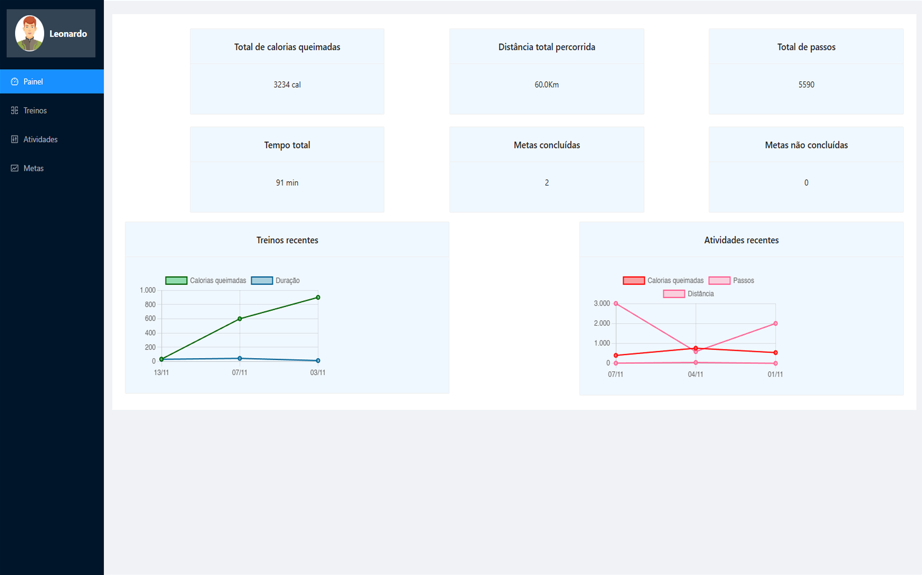 Leonardo
Painel
Treinos
Atividades
Metas
Total de calorias queimadas
3234 cal
Distância total percorrida
60.0Km
Total de passos
5590
Tempo total
91 min
Metas concluídas
2
Metas não concluídas
0
Treinos recentes
Calorias queimadas Duração
1.000
800
600
400
200
0
13/11 07/11 03/11
Atividades recentes
Calorias queimadas Passos
Distância
3.000
2.000
1.000
0
07/11 04/11 01/11